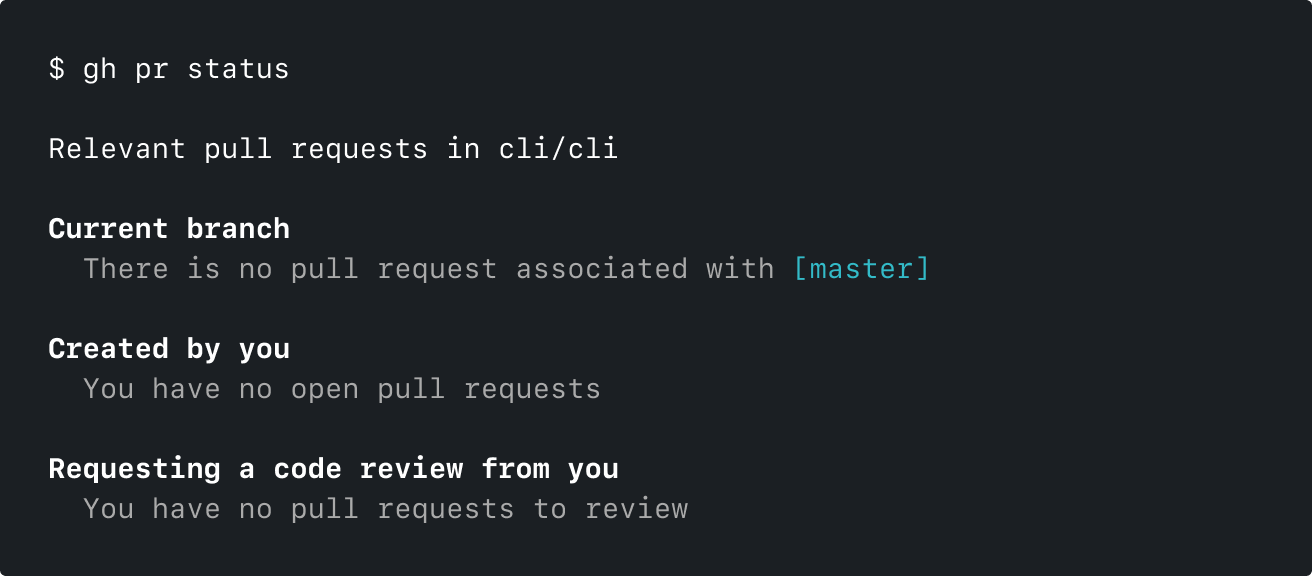 $ gh pr status
Relevant pull requests in cli/cli
Current branch
There is no pull request associated with [master]
Created by you
You have no open pull requests
Requesting a code review from you
You have no pull requests to review